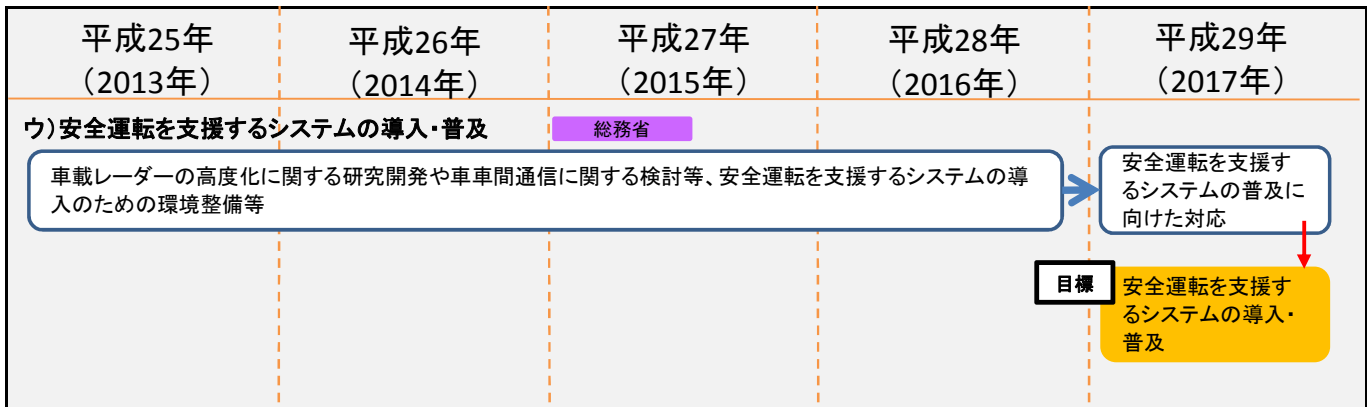 平成25年
(2013年)
平成26年
(2014年)
平成27年
(2015年)
平成28年
(2016年)
平成29年
(2017年)
ウ)安全運転を支援するシステムの導入・普及
総務省
車載レーダーの高度化に関する研究開発や車車間通信に関する検討等、安全運転を支援するシステムの導
入のための環境整備等
安全運転を支援す
るシステムの普及に
向けた対応
目標
安全運転を支援す
るシステムの導入・
普及